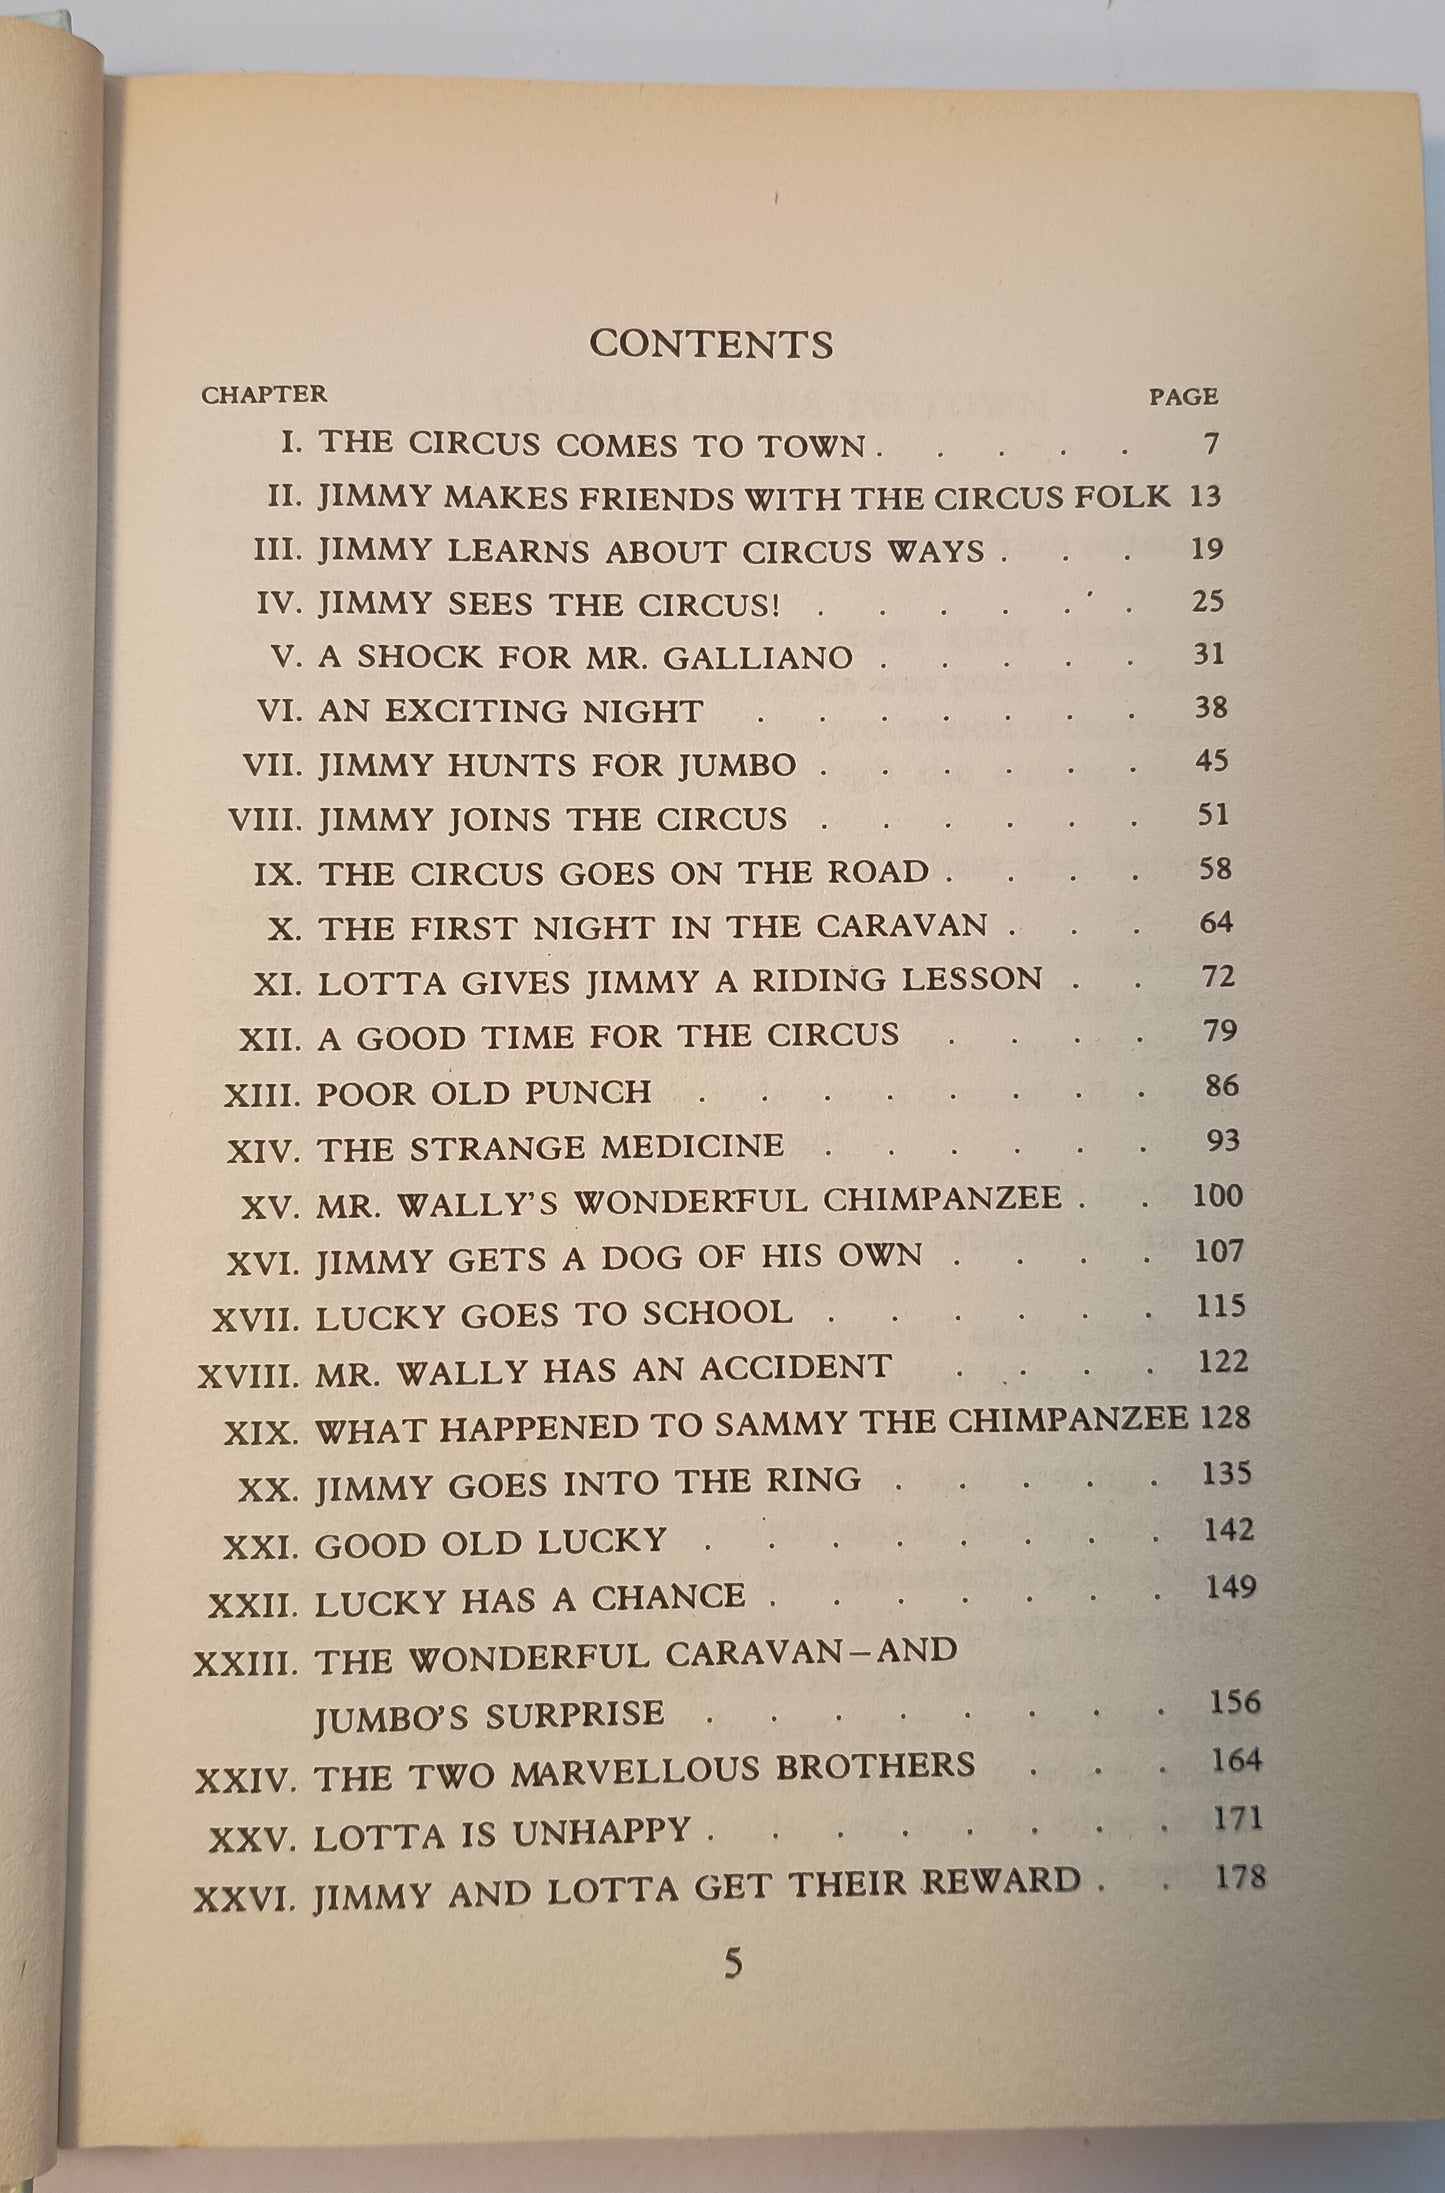 CONTENTS
CHAPTER PAGE
I. THE CIRCUS COMES TO TOWN . . . . . 7
II. JIMMY MAKES FRIENDS WITH THE CIRCUS FOLK 13
III. JIMMY LEARNS ABOUT CIRCUS WAYS . . . 19
IV. JIMMY SEES THE CIRCUS! . . . . . . 25
V. A SHOCK FOR MR. GALLIANO . . . . . 31
VI. AN EXCITING NIGHT . . . . . . . 38
VII. JIMMY HUNTS FOR JUMBO . . . . . . 45
VIII. JIMMY JOINS THE CIRCUS . . . . . . 51
IX. THE CIRCUS GOES ON THE ROAD . . . . 58
X. THE FIRST NIGHT IN THE CARAVAN . . . 64
XI. LOTTA GIVES JIMMY A RIDING LESSON . . 72
XII. A GOOD TIME FOR THE CIRCUS . . . . 79
XIII. POOR OLD PUNCH . . . . . . . . 86
XIV. THE STRANGE MEDICINE . . . . . . 93
XV. MR. WALLY'S WONDERFUL CHIMPANZEE . . 100
XVI. JIMMY GETS A DOG OF HIS OWN . . . . 107
XVII. LUCKY GOES TO SCHOOL . . . . . . 115
XVIII. MR. WALLY HAS AN ACCIDENT . . . . 122
XIX. WHAT HAPPENED TO SAMMY THE CHIMPANZEE 128
XX. JIMMY GOES INTO THE RING . . . . . 135
XXI. GOOD OLD LUCKY . . . . . . . . 142
XXII. LUCKY HAS A CHANCE . . . . . . . 149
XXIII. THE WONDERFUL CARAVAN–AND
JUMBO'S SURPRISE . . . . . . . . 156
XXIV. THE TWO MARVELLOUS BROTHERS . . . 164
XXV. LOTTA IS UNHAPPY . . . . . . . . 171
XXVI. JIMMY AND LOTTA GET THEIR REWARD . . 178
5